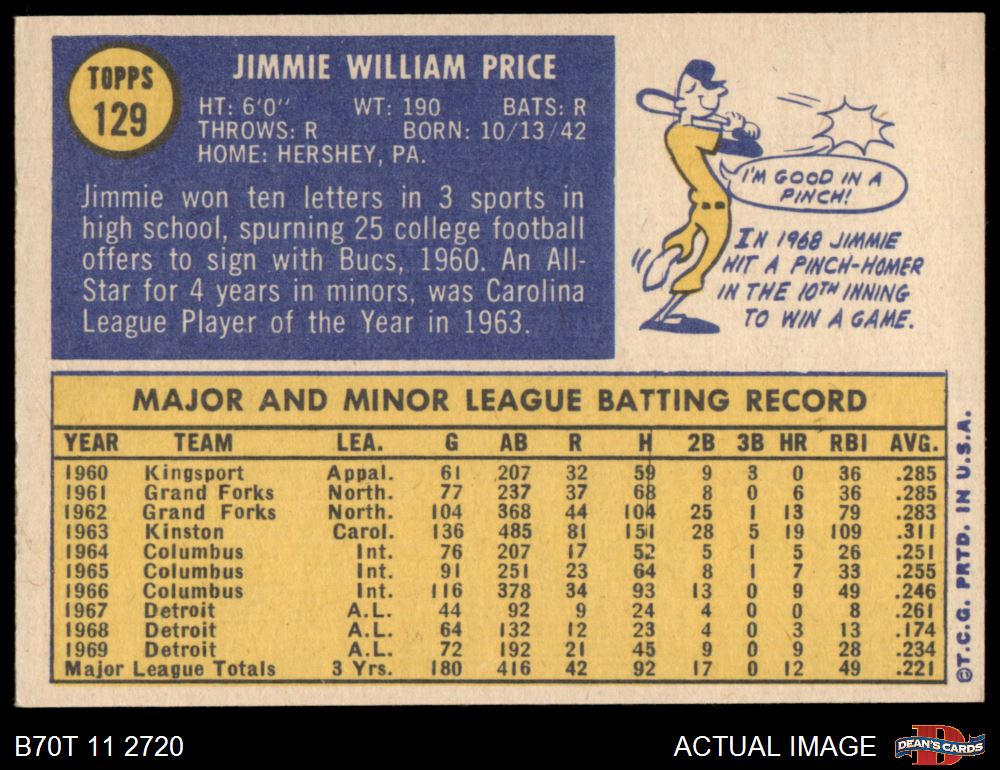 TOPPS
129
JIMMIE WILLIAM PRICE
HT: 6'0" WT: 190 BATS: R
THROWS: R BORN: 10/13/42
HOME: HERSHEY, PA.
Jimmie won ten letters in 3 sports in
high school, spurning 25 college football
offers to sign with Bucs, 1960. An All-
Star for 4 years in minors, was Carolina
League Player of the Year in 1963.
I'M GOOD IN A
PINCH!
IN 1968 JIMMIE
HIT A PINCH-HOMER
IN THE 10TH INNING
TO WIN A GAME.
MAJOR AND MINOR LEAGUE BATTING RECORD
YEAR TEAM LEA. G AB R H 2B 3B HR RBI AVG.
1960 Kingsport Appal. 61 207 32 59 9 3 0 36 .285
1961 Grand Forks North. 77 237 37 68 8 0 6 36 .285
1962 Grand Forks North. 104 368 44 104 25 1 13 79 .283
1963 Kinston Carol. 136 485 81 151 28 5 19 109 .311
1964 Columbus Int. 76 207 17 52 5 1 5 26 .251
1965 Columbus Int. 91 251 23 64 8 1 7 33 .255
1966 Columbus Int. 116 378 34 93 13 0 9 49 .246
1967 Detroit A.L. 44 92 9 24 4 0 0 8 .261
1968 Detroit A.L. 64 132 12 23 4 0 3 13 .174
1969 Detroit A.L. 72 192 21 45 9 0 9 28 .234
Major League Totals 3 Yrs. 180 416 42 92 17 0 12 49 .221
©T.C.G. PRTD. IN U.S.A.
B70T 11 2720
ACTUAL IMAGE
DEAN'S CARDS